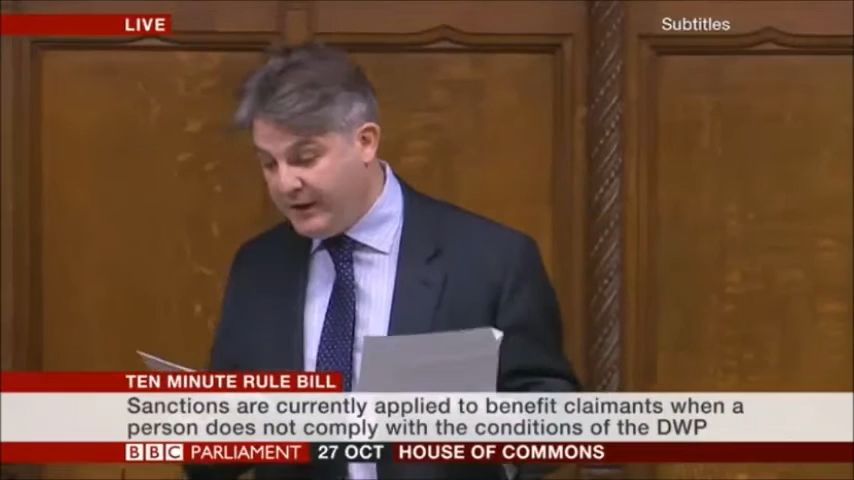 LIVE
Subtitles
TEN MINUTE RULE BILL
Sanctions are currently applied to benefit claimants when a
person does not comply with the conditions of the DWP
BBC PARLIAMENT 27 OCT HOUSE OF COMMONS